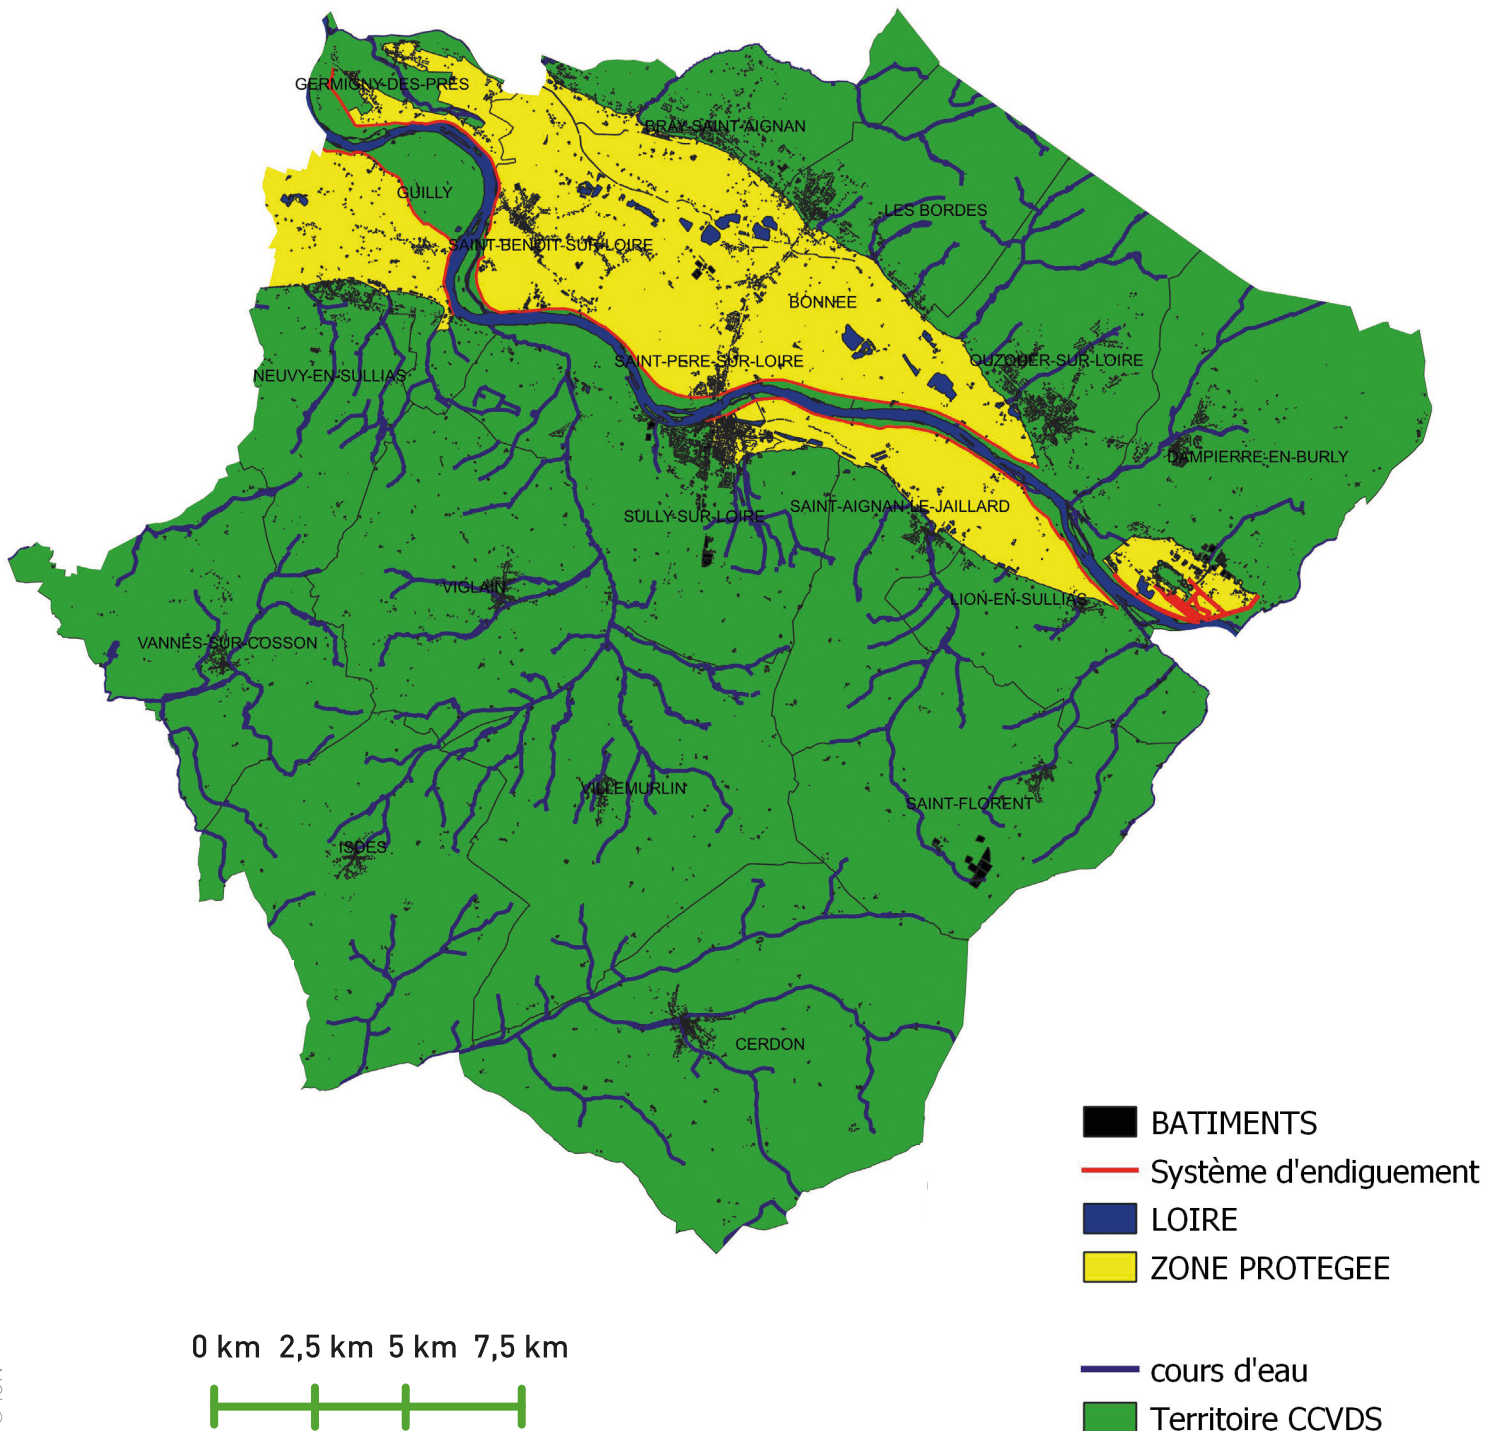 GERMIGNY-DES-PRES
BRAY-SAINT-AIGNAN
GUILLY
LES BORDES
SAINT-BENOIT-SUR-LOIRE
BONNEE
SAINT-PERE-SUR-LOIRE
OUZOUER-SUR-LOIRE
NEUVY-EN-SULLIAS
DAMPIERRE-EN-BURLY
SAINT-AIGNAN-LE-JAILLARD
SULLY-SUR-LOIRE
VIGLAIN
LION-EN-SULLIAS
VANNES-SUR-COSSON
VILLEMURLIN
SAINT-FLORENT
ISDES
CERDON
BATIMENTS
Système d'endiguement
LOIRE
ZONE PROTEGEE
cours d'eau
Territoire CCVDS
0 km 2,5 km 5 km 7,5 km